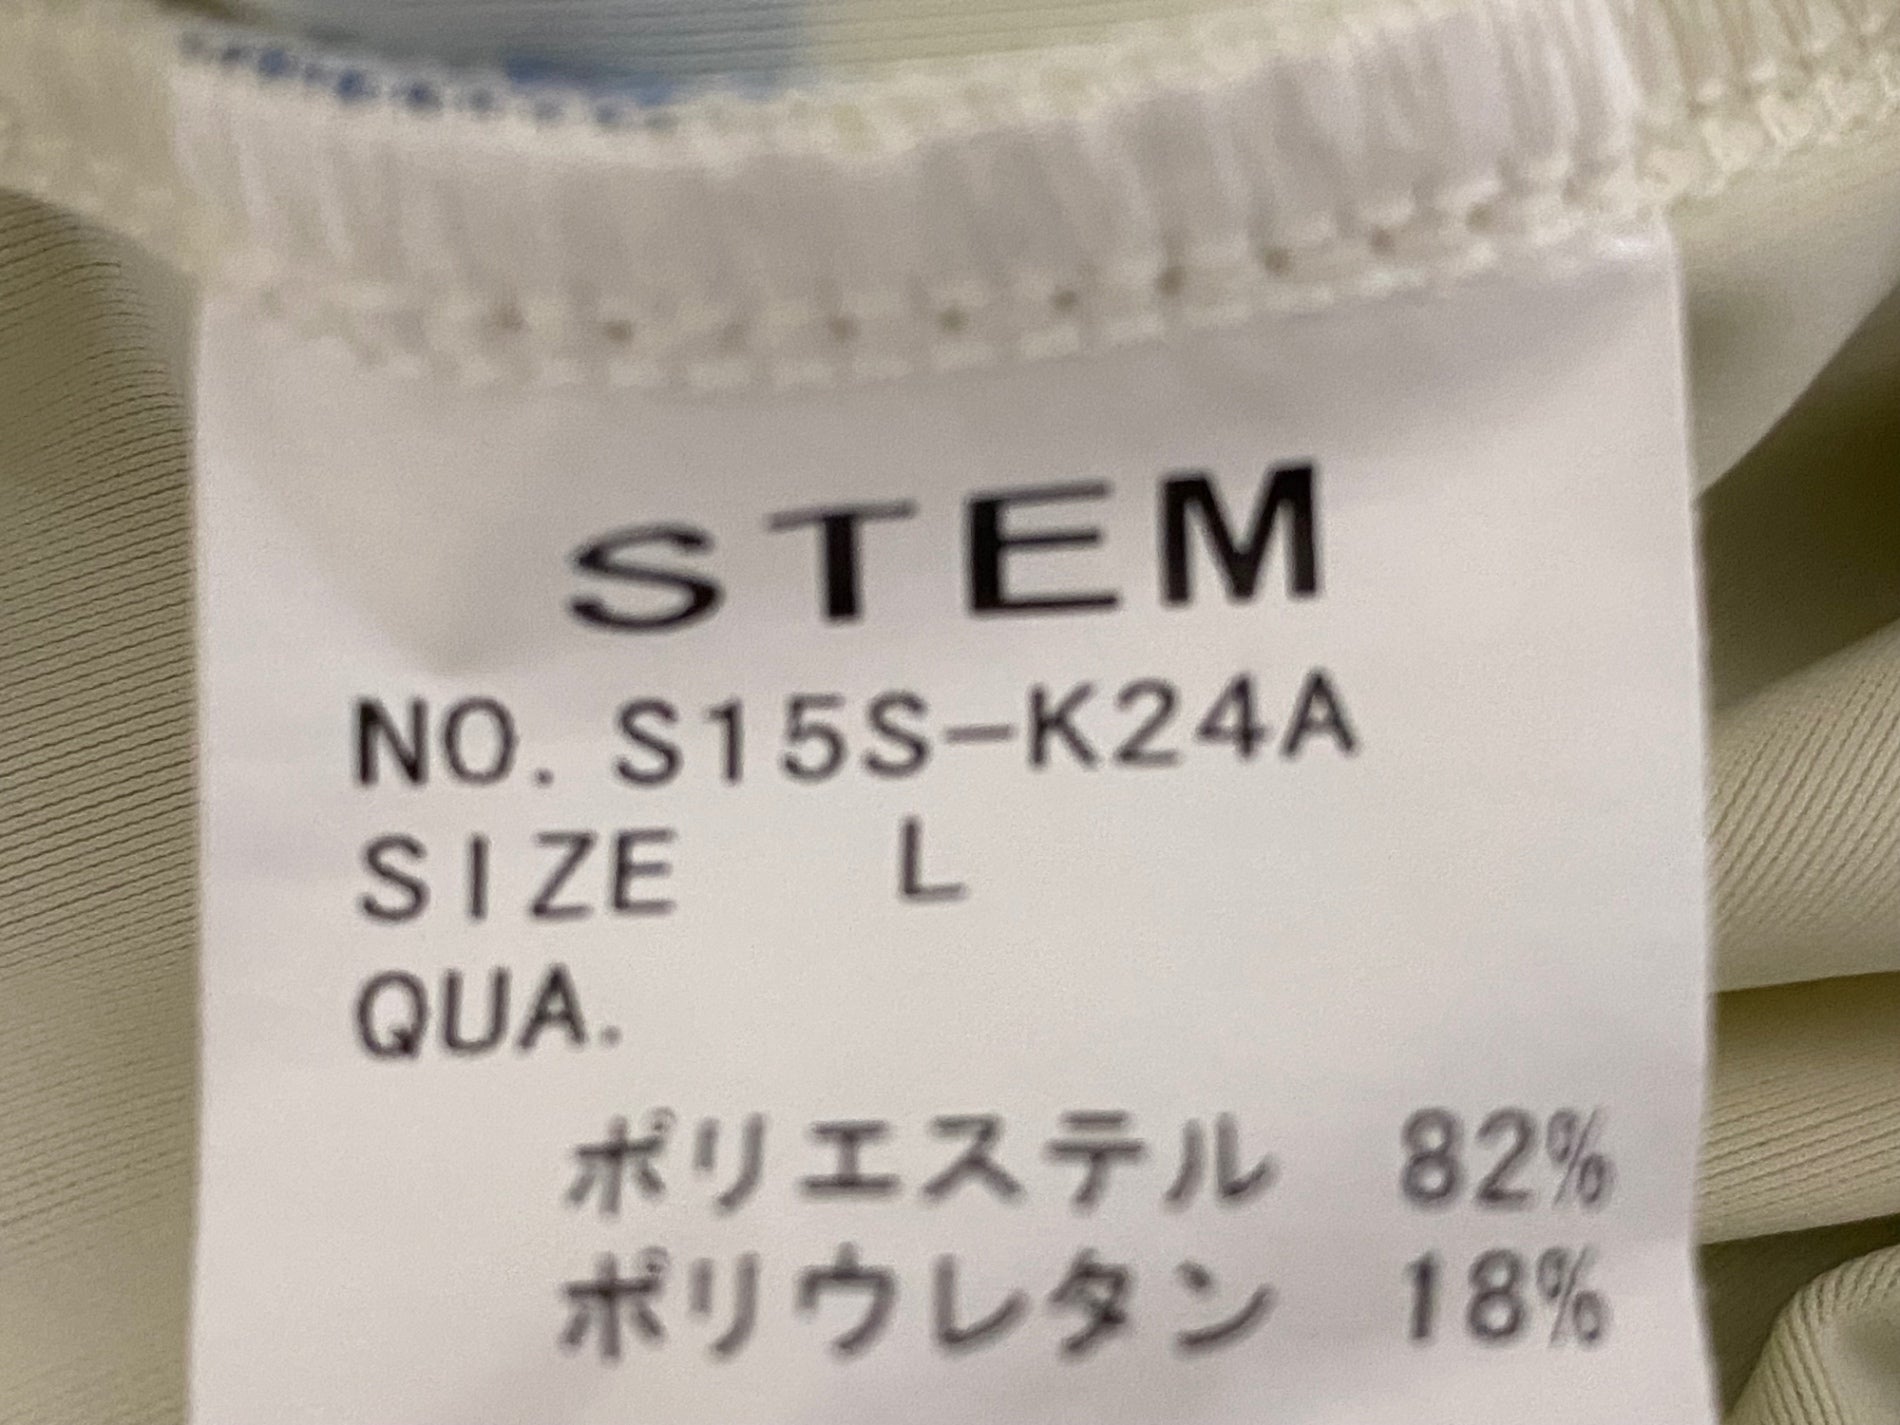 STEM
NO. S15S-K24A
SIZE L
QUA.
ポリエステル 82%
ポリウレタン 18%